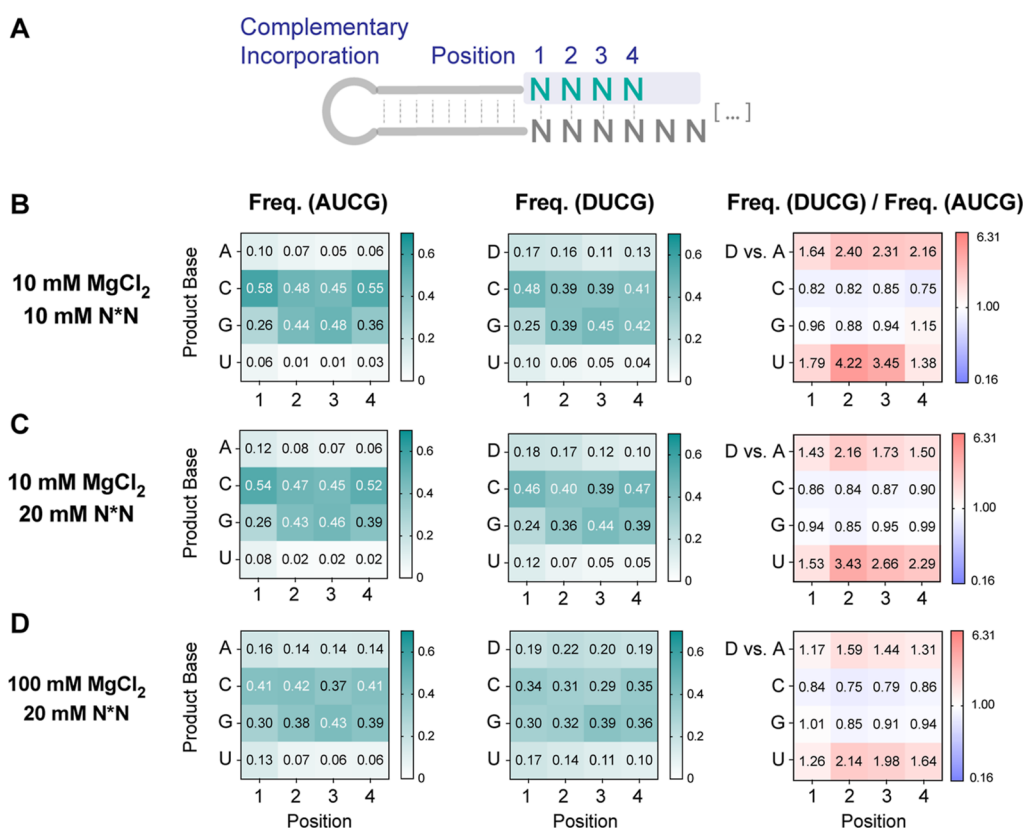 A
Complementary
Incorporation Position 1 2 3 4
N N N N
N N N N N N [ ... ]
B
Freq. (AUCG) Freq. (DUCG) Freq. (DUCG) / Freq. (AUCG)
10 mM MgCl2
10 mM N*N
Product Base
A 0.10 0.07 0.05 0.06
C 0.58 0.48 0.45 0.55
G 0.26 0.44 0.48 0.36
U 0.06 0.01 0.01 0.03
1 2 3 4
0.6
0.4
0.2
0
D 0.17 0.16 0.11 0.13
C 0.48 0.39 0.39 0.41
G 0.25 0.39 0.45 0.42
U 0.10 0.06 0.05 0.04
1 2 3 4
0.6
0.4
0.2
0
D vs. A 1.64 2.40 2.31 2.16
C 0.82 0.82 0.85 0.75
G 0.96 0.88 0.94 1.15
U 1.79 4.22 3.45 1.38
1 2 3 4
6.31
1.00
0.16
C
10 mM MgCl2
20 mM N*N
Product Base
A 0.12 0.08 0.07 0.06
C 0.54 0.47 0.45 0.52
G 0.26 0.43 0.46 0.39
U 0.08 0.02 0.02 0.02
1 2 3 4
0.6
0.4
0.2
0
D 0.18 0.17 0.12 0.10
C 0.46 0.40 0.39 0.47
G 0.24 0.36 0.44 0.39
U 0.12 0.07 0.05 0.05
1 2 3 4
0.6
0.4
0.2
0
D vs. A 1.43 2.16 1.73 1.50
C 0.86 0.84 0.87 0.90
G 0.94 0.85 0.95 0.99
U 1.53 3.43 2.66 2.29
1 2 3 4
6.31
1.00
0.16
D
100 mM MgCl2
20 mM N*N
Product Base
A 0.16 0.14 0.14 0.14
C 0.41 0.42 0.37 0.41
G 0.30 0.38 0.43 0.39
U 0.13 0.07 0.06 0.06
1 2 3 4
Position
0.6
0.4
0.2
0
D 0.19 0.22 0.20 0.19
C 0.34 0.31 0.29 0.35
G 0.30 0.32 0.39 0.36
U 0.17 0.14 0.11 0.10
1 2 3 4
Position
0.6
0.4
0.2
0
D vs. A 1.17 1.59 1.44 1.31
C 0.84 0.75 0.79 0.86
G 1.01 0.85 0.91 0.94
U 1.26 2.14 1.98 1.64
1 2 3 4
Position
6.31
1.00
0.16